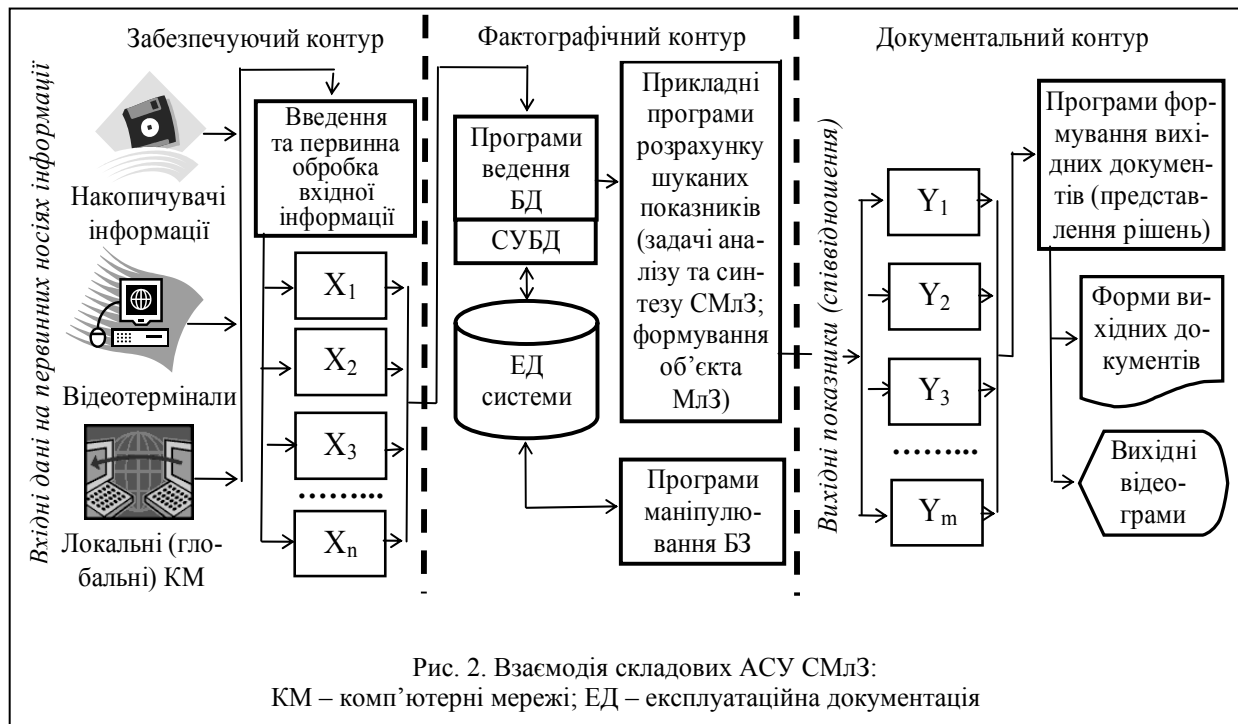 Забезпечуючий контур
Вхідні дані на первинних носіях інформації
Накопичувачі
інформації
Відеотермінали
Локальні (гло-
бальні) КМ
Введення
та первинна
обробка
вхідної
інформації
X1
X2
X3
..........
Xn
Фактографічний контур
Програми
ведення
БД
СУБД
ЕД
системи
Прикладні
програми
розрахунку
шуканих
показників
(задачі ана-
лізу та син-
тезу СМлЗ;
формування
об’єкта
МлЗ)
Програми
маніпулю-
вання БЗ
Документальний контур
Вихідні показники (співвідношення)
Y1
Y2
Y3
..........
Ym
Програми фор-
мування вихі-
дних докумен-
тів (представ-
лення рішень)
Форми ви-
хідних до-
кументів
Вихідні
відео-
грами
Рис. 2. Взаємодія складових АСУ СМлЗ:
КМ – комп’ютерні мережі; ЕД – експлуатаційна документація